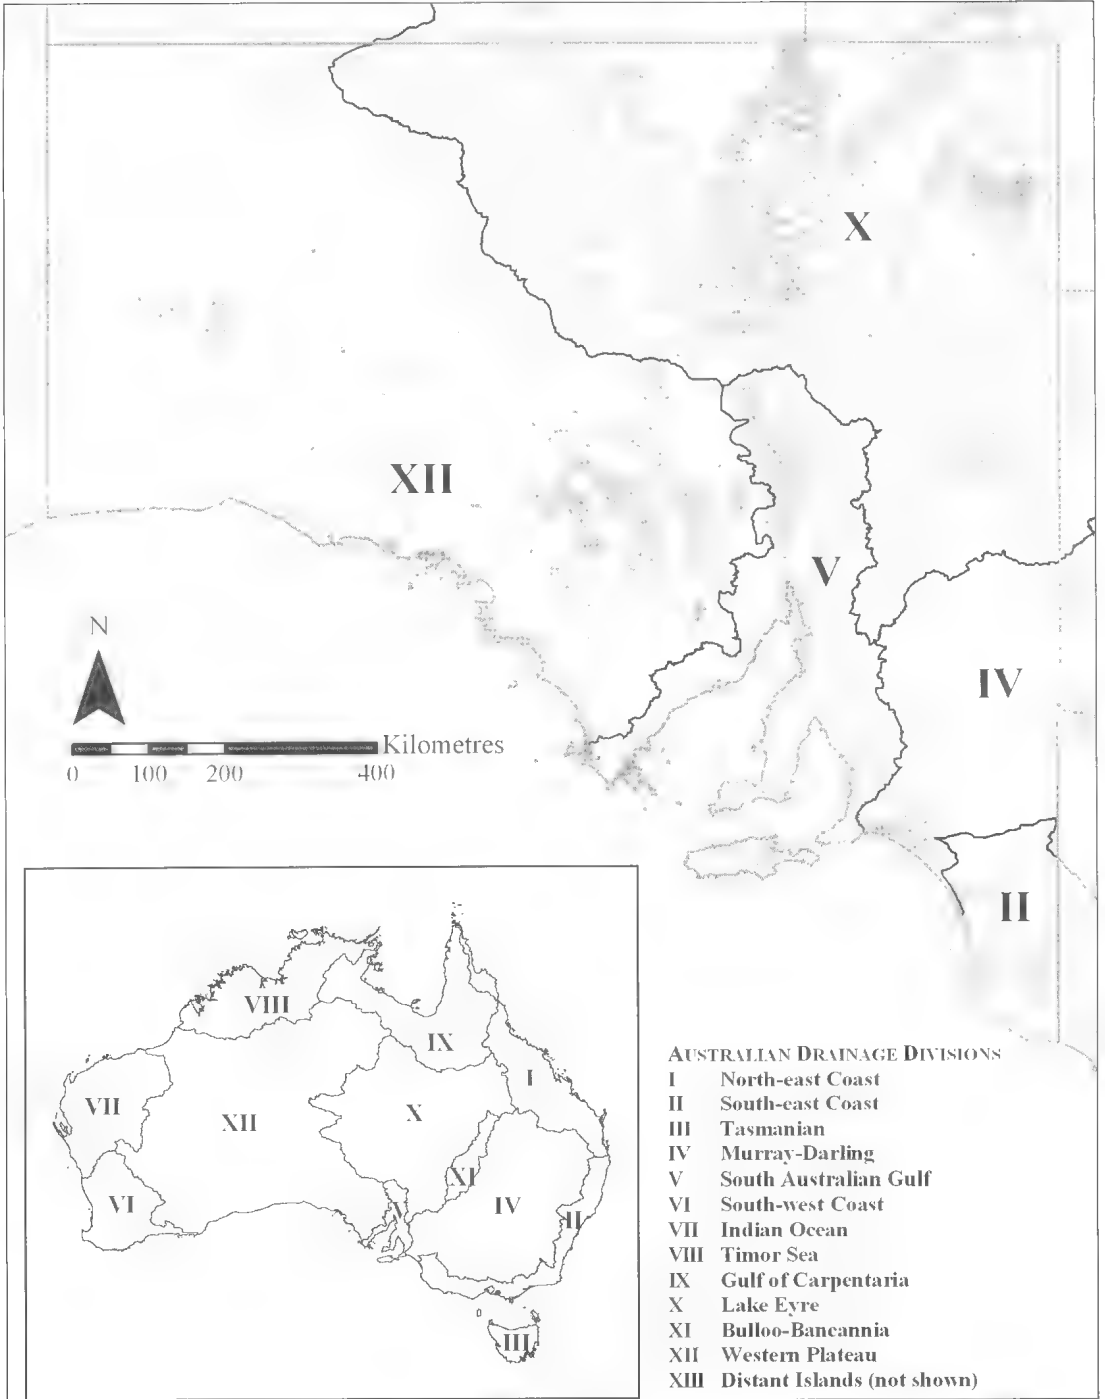 X
XII
V
N
IV
Kilometres
0 100 200 400
II
VIII
IX
I
VII
X
XII
XI
VI
V
IV
II
III
AUSTRALIAN DRAINAGE DIVISIONS
I North-east Coast
II South-east Coast
III Tasmanian
IV Murray-Darling
V South Australian Gulf
VI South-west Coast
VII Indian Ocean
VIII Timor Sea
IX Gulf of Carpentaria
X Lake Eyre
XI Bulloo-Bancannia
XII Western Plateau
XIII Distant Islands (not shown)